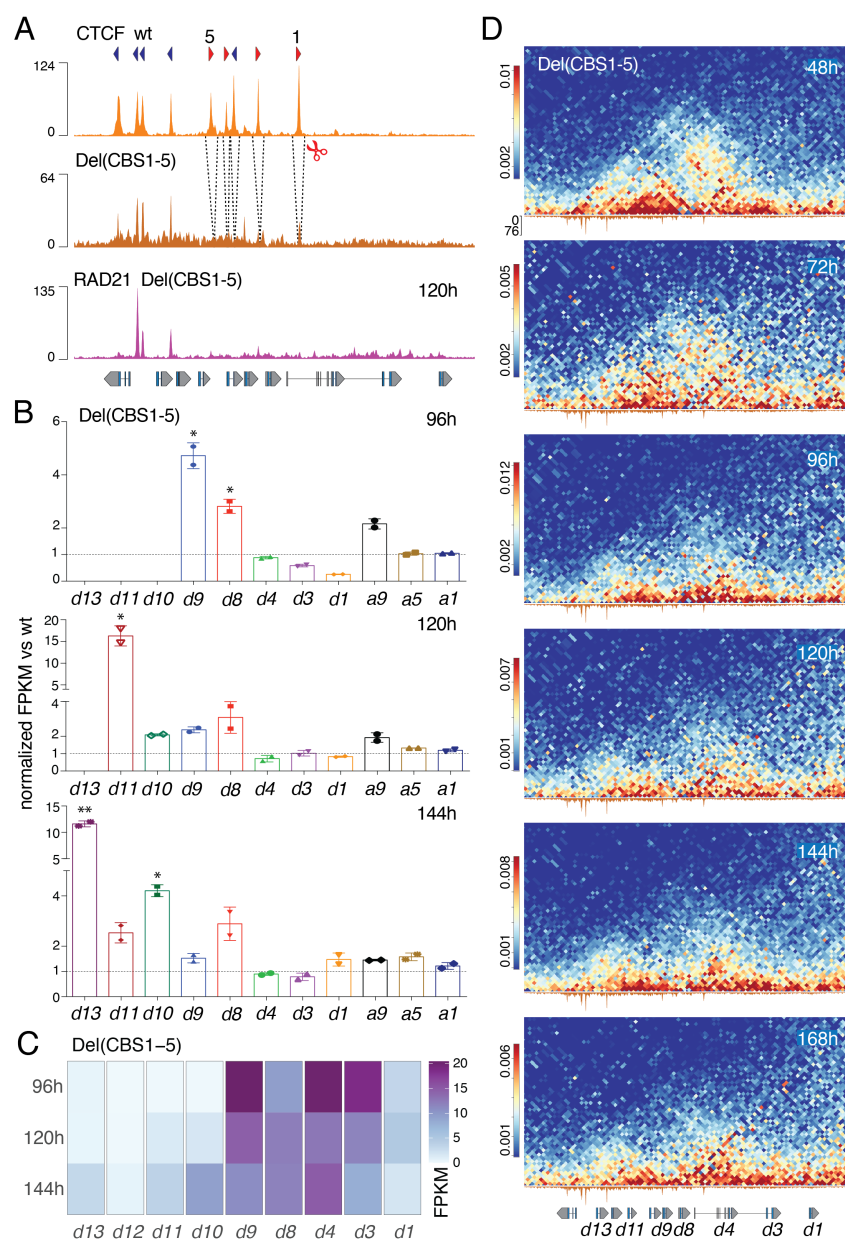 A
CTCF wt 5 1
124
0
Del(CBS1-5)
64
0
RAD21 Del(CBS1-5) 120h
135
0
B
Del(CBS1-5) 96h
6
4
2
1
0
* *
d13 d11 d10 d9 d8 d4 d3 d1 a9 a5 a1
normalized FPKM vs wt
120h
20
15
10
5
4
2
1
0
*
d13 d11 d10 d9 d8 d4 d3 d1 a9 a5 a1
144h
15
10
5
4
2
1
0
** *
d13 d11 d10 d9 d8 d4 d3 d1 a9 a5 a1
C
Del(CBS1–5)
96h
120h
144h
d13 d12 d11 d10 d9 d8 d4 d3 d1
20
15
10
5
0
FPKM
D
Del(CBS1-5) 48h
0.01
0.002
0
76
72h
0.005
0.002
96h
0.012
0.002
120h
0.007
0.001
144h
0.008
0.001
168h
0.006
0.001
d13 d11 d9 d8 d4 d3 d1